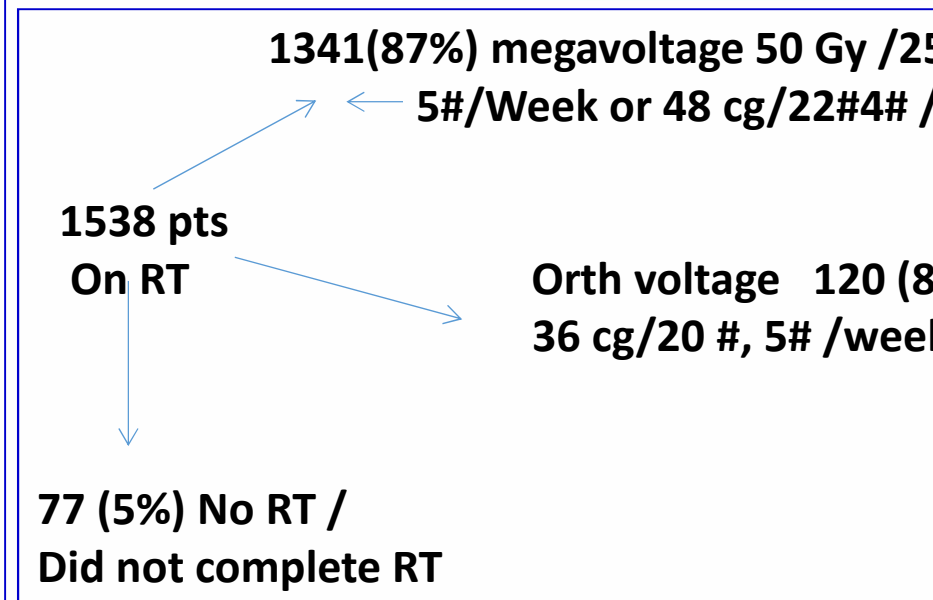 1341(87%) megavoltage 50 Gy /25
5#/Week or 48 cg/22#4# /
1538 pts
On RT
Orth voltage 120 (8
36 cg/20 #, 5# /week
77 (5%) No RT /
Did not complete RT